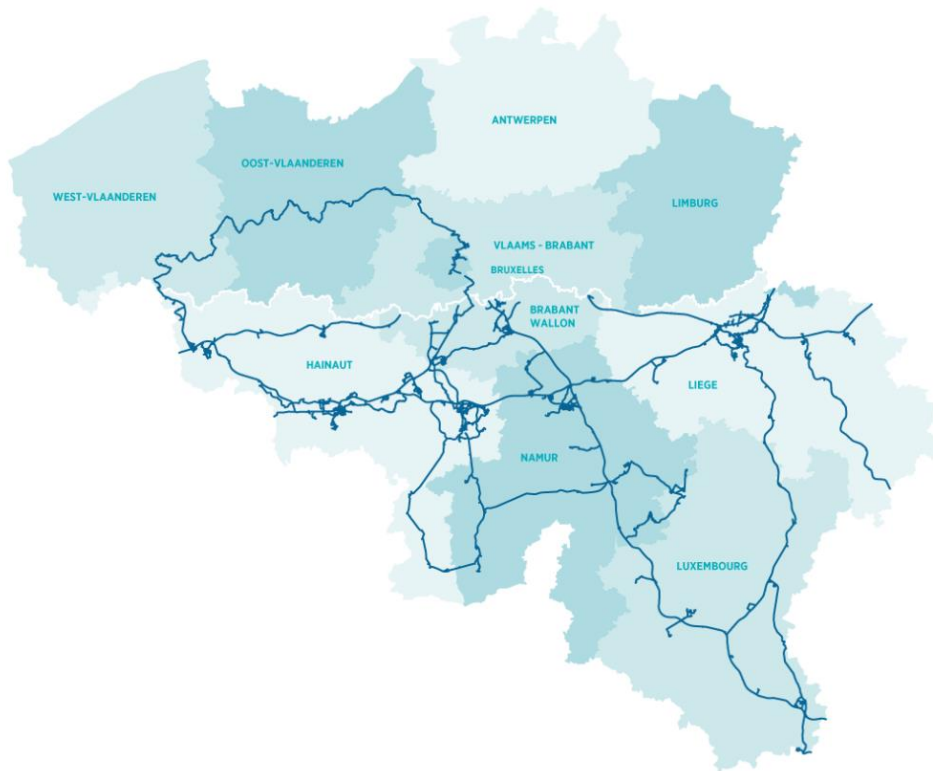 ANTWERPEN
OOST-VLAANDEREN
WEST-VLAANDEREN
LIMBURG
VLAAMS - BRABANT
BRUXELLES
BRABANT
WALLON
HAINAUT
LIEGE
NAMUR
LUXEMBOURG